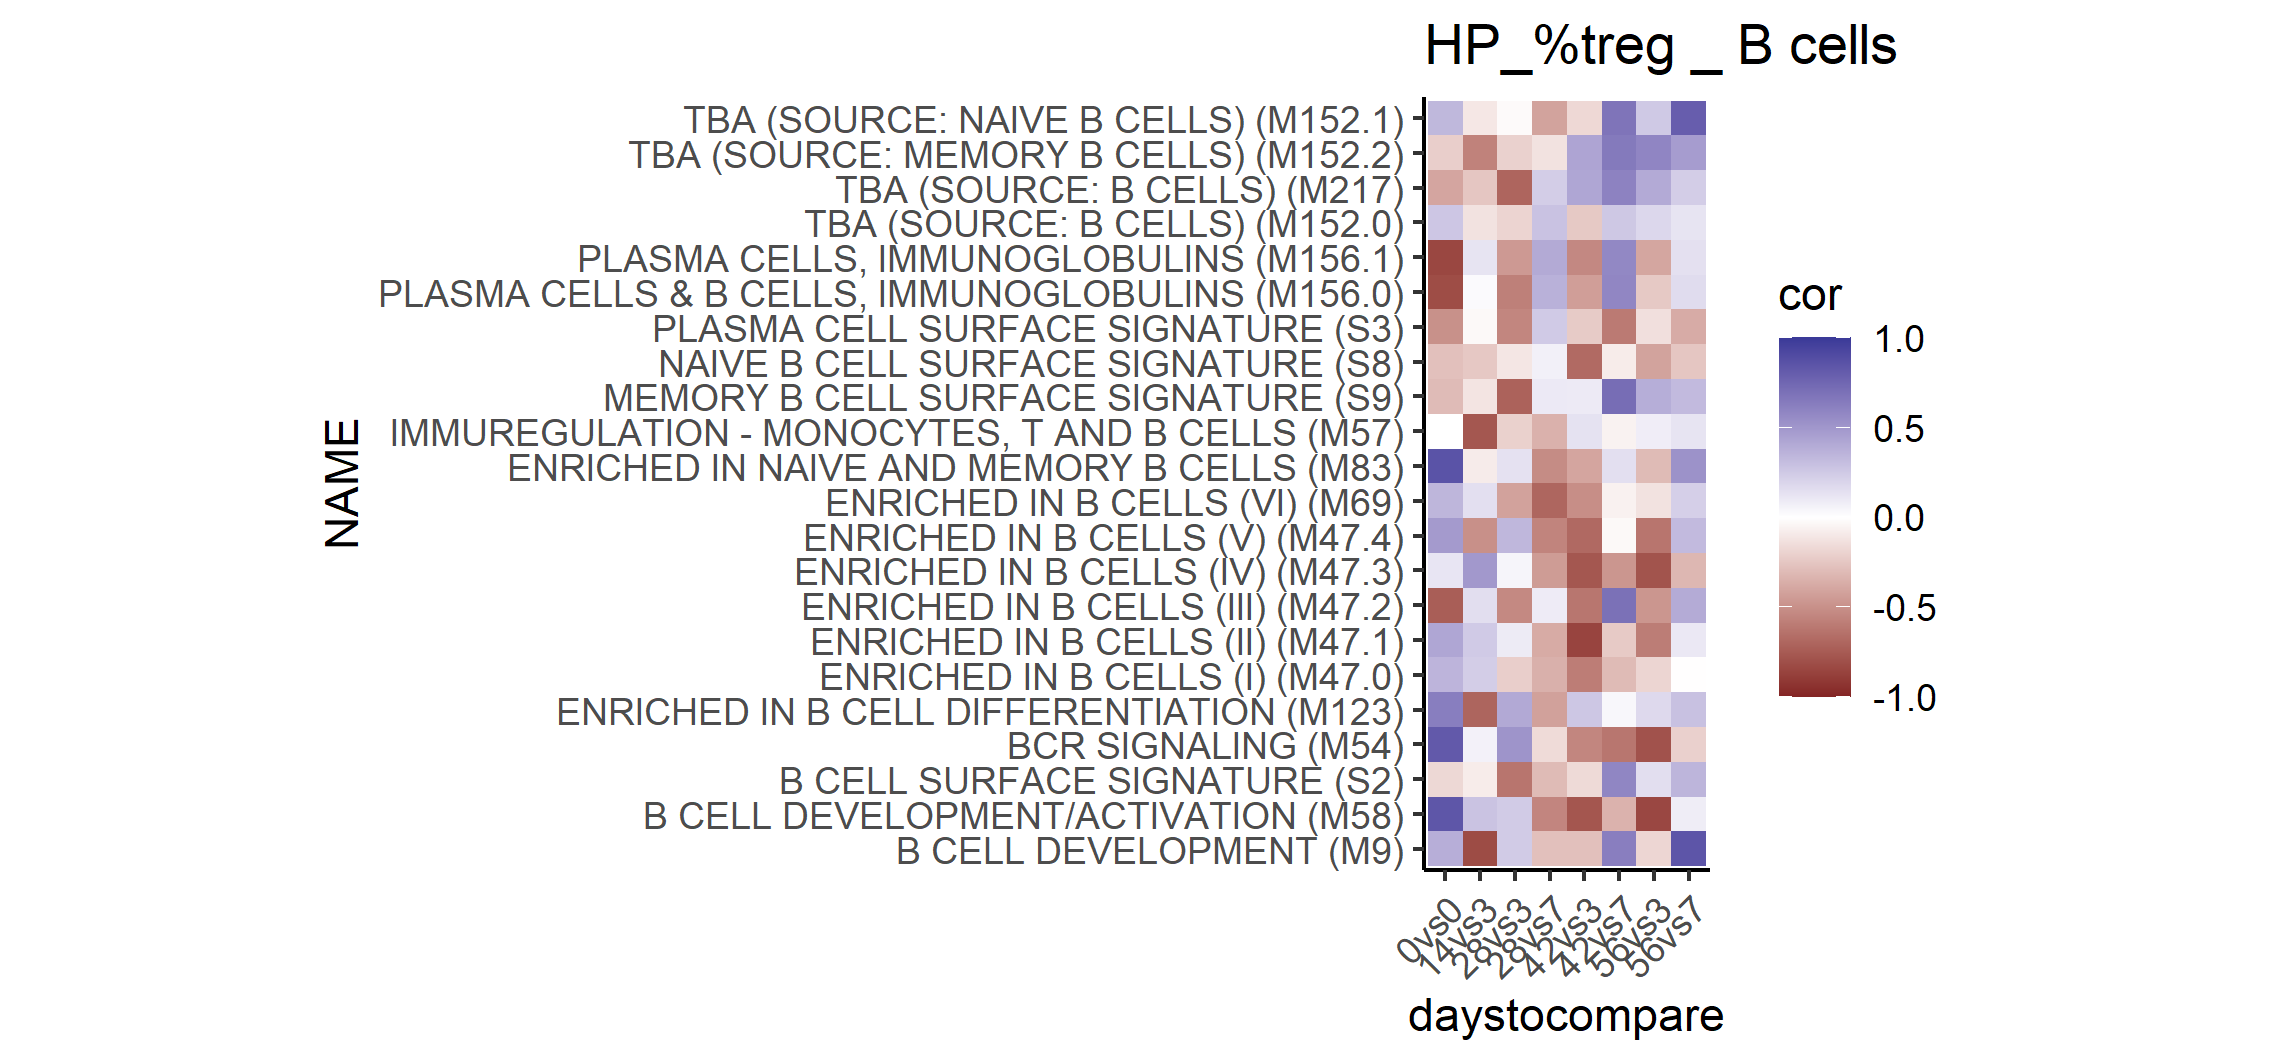 HP_%treg _ B cells
TBA (SOURCE: NAIVE B CELLS) (M152.1)
TBA (SOURCE: MEMORY B CELLS) (M152.2)
TBA (SOURCE: B CELLS) (M217)
TBA (SOURCE: B CELLS) (M152.0)
PLASMA CELLS, IMMUNOGLOBULINS (M156.1)
PLASMA CELLS & B CELLS, IMMUNOGLOBULINS (M156.0)
PLASMA CELL SURFACE SIGNATURE (S3)
NAIVE B CELL SURFACE SIGNATURE (S8)
MEMORY B CELL SURFACE SIGNATURE (S9)
IMMUREGULATION - MONOCYTES, T AND B CELLS (M57)
ENRICHED IN NAIVE AND MEMORY B CELLS (M83)
ENRICHED IN B CELLS (VI) (M69)
ENRICHED IN B CELLS (V) (M47.4)
ENRICHED IN B CELLS (IV) (M47.3)
ENRICHED IN B CELLS (III) (M47.2)
ENRICHED IN B CELLS (II) (M47.1)
ENRICHED IN B CELLS (I) (M47.0)
ENRICHED IN B CELL DIFFERENTIATION (M123)
BCR SIGNALING (M54)
B CELL SURFACE SIGNATURE (S2)
B CELL DEVELOPMENT/ACTIVATION (M58)
B CELL DEVELOPMENT (M9)
NAME
0vs0
14vs3
28vs3
28vs7
42vs3
42vs7
56vs3
56vs7
daystocompare
cor
1.0
0.5
0.0
-0.5
-1.0